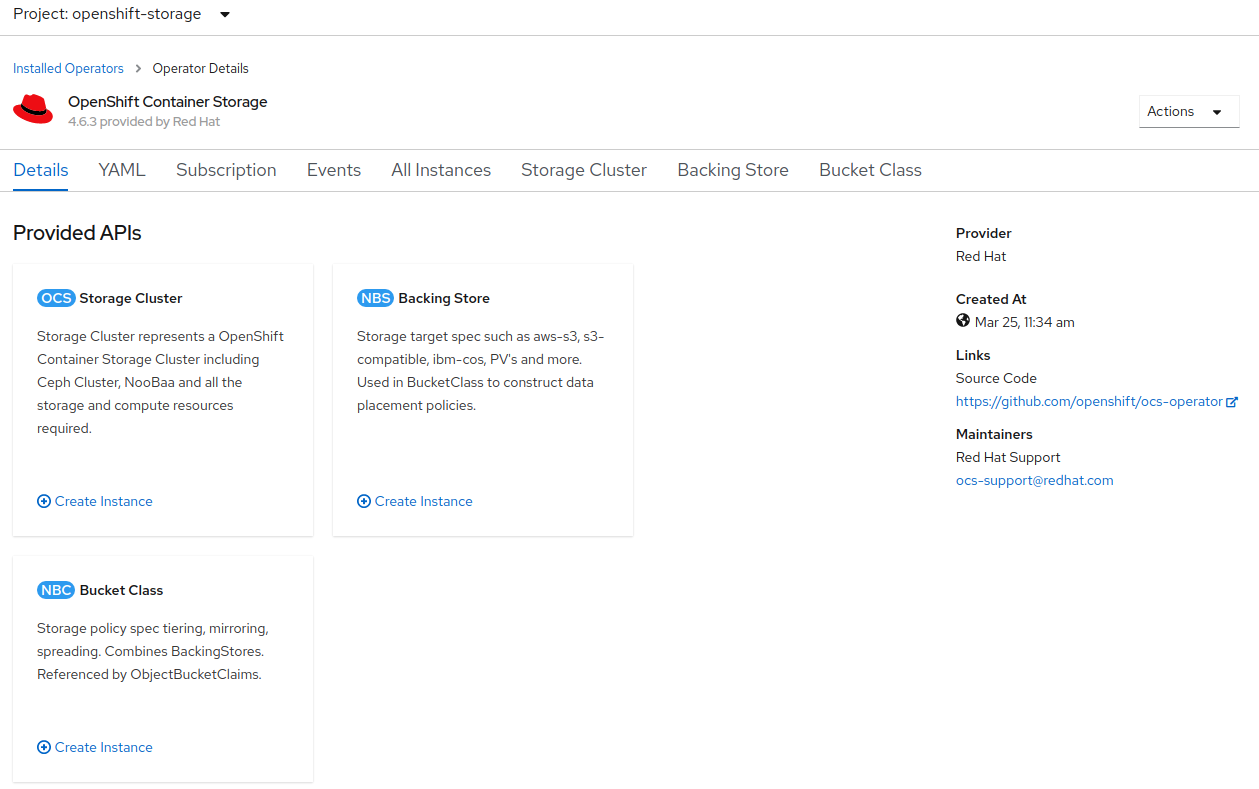 Project: openshift-storage
Installed Operators > Operator Details
OpenShift Container Storage
4.6.3 provided by Red Hat
Actions
Details YAML Subscription Events All Instances Storage Cluster Backing Store Bucket Class
Provided APIs
OCS Storage Cluster
Storage Cluster represents a OpenShift
Container Storage Cluster including
Ceph Cluster, NooBaa and all the
storage and compute resources
required.
Create Instance
NBS Backing Store
Storage target spec such as aws-s3, s3-
compatible, ibm-cos, PV's and more.
Used in BucketClass to construct data
placement policies.
Create Instance
NBC Bucket Class
Storage policy spec tiering, mirroring,
spreading. Combines BackingStores.
Referenced by ObjectBucketClaims.
Create Instance
Provider
Red Hat
Created At
Mar 25, 11:34 am
Links
Source Code
https://github.com/openshift/ocs-operator
Maintainers
Red Hat Support
ocs-support@redhat.com